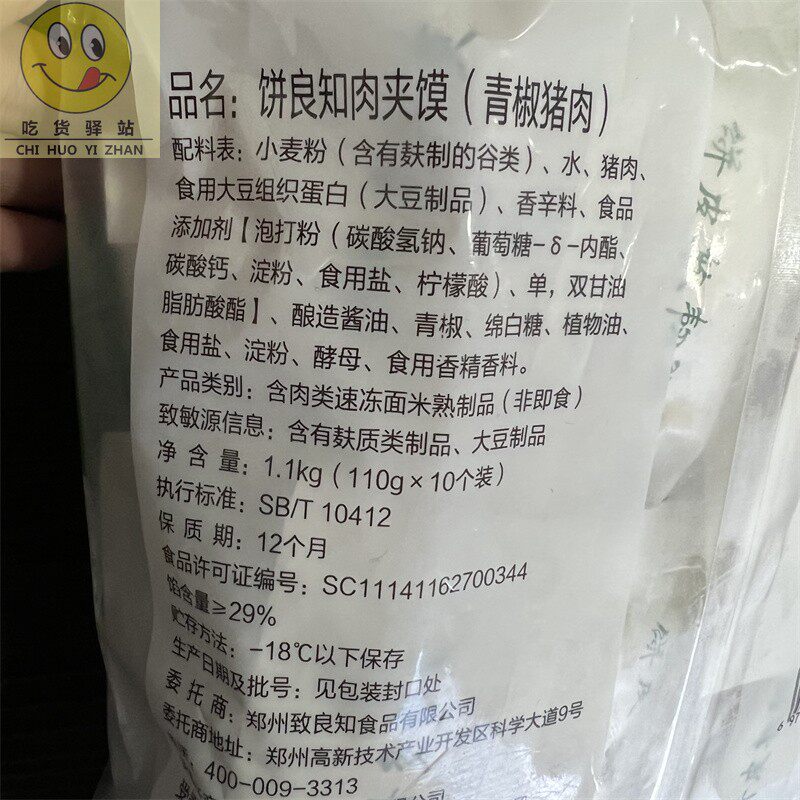 吃货驿站
CHI HUO YI ZHAN
品名：饼良知肉夹馍（青椒猪肉）
配料表：小麦粉（含有麸制的谷类）、水、猪肉、
食用大豆组织蛋白（大豆制品）、香辛料、食品
添加剂【泡打粉（碳酸氢钠、葡萄糖-δ-内酯、
碳酸钙、淀粉、食用盐、柠檬酸）、单，双甘油
脂肪酸酯】、酿造酱油、青椒、绵白糖、植物油、
食用盐、淀粉、酵母、食用香精香料。
产品类别：含肉类速冻面米熟制品（非即食）
致敏源信息：含有麸质类制品、大豆制品
净 含 量：1.1kg（110g×10个装）
执行标准：SB/T 10412
保 质 期：12个月
食品许可证编号：SC11141162700344
馅含量≥29%
贮存方法：-18℃以下保存
生产日期及批号：见包装封口处
委 托 商：郑州致良知食品有限公司
委托商地址：郑州高新技术产业开发区科学大道9号
400-009-3313
有限公司